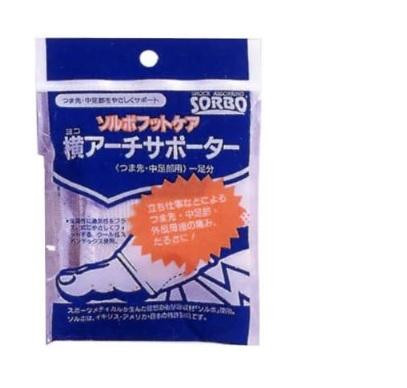 つま先・中足部をやさしくサポート
SHOCK ABSORBING
SORBO
ソルボフットケア
ヨコ
横アーチサポーター
〈つま先・中足部用〉一足分
立ち仕事などによる
つま先・中足部・
外反母趾の痛み、
だるさに！
ソルボは、イギリス・アメリカ・日本の特許製品です。